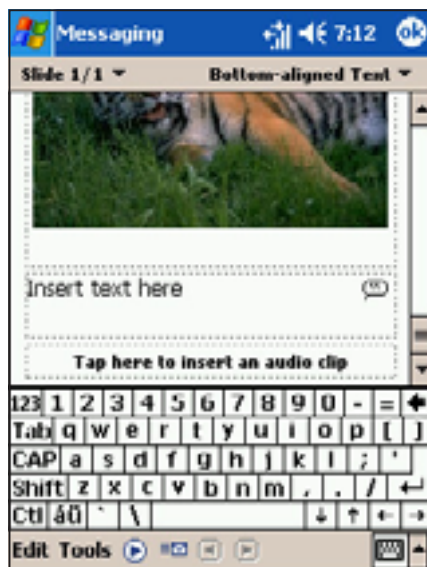 Messaging 7:12 ok
Slide 1/1 Bottom-aligned Text
Insert text here
Tap here to insert an audio clip
123 1 2 3 4 5 6 7 8 9 0 - =
Tab q w e r t y u i o p [ ]
CAP a s d f g h j k l ; '
Shift z x c v b n m , . /
Ctl áü ` \
Edit Tools